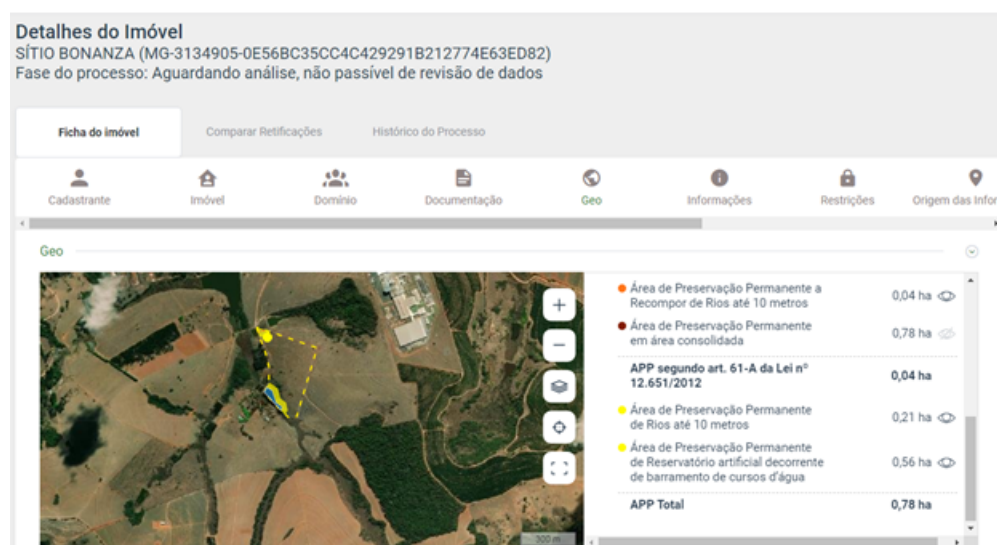 Detalhes do Imóvel
SÍTIO BONANZA (MG-3134905-0E56BC35CC4C429291B212774E63ED82)
Fase do processo: Aguardando análise, não passível de revisão de dados
Ficha do imóvel
Comparar Retificações
Histórico do Processo
Cadastrante
Imóvel
Domínio
Documentação
Geo
Informações
Restrições
Origem das Infor
Geo
Área de Preservação Permanente a
Recompor de Rios até 10 metros
0,04 ha
Área de Preservação Permanente
em área consolidada
0,78 ha
APP segundo art. 61-A da Lei nº
12.651/2012
0,04 ha
Área de Preservação Permanente
de Rios até 10 metros
0,21 ha
Área de Preservação Permanente
de Reservatório artificial decorrente
de barramento de cursos d'água
0,56 ha
APP Total
0,78 ha
300 m